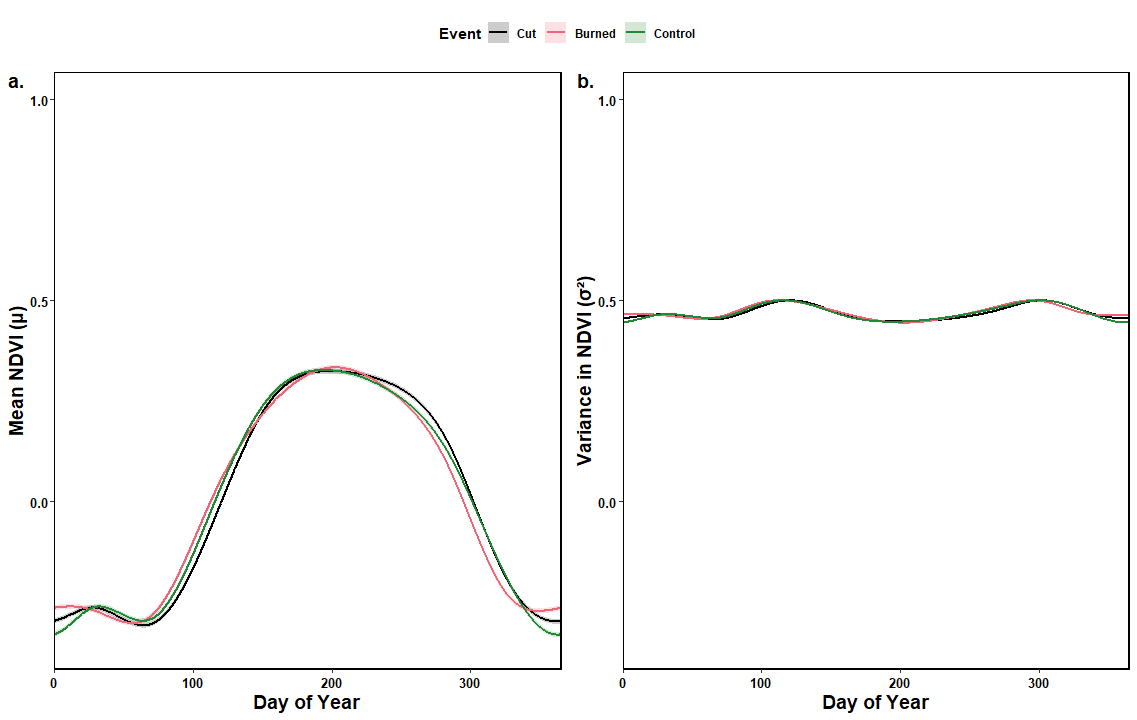 Event Cut Burned Control
a.
1.0
0.5
0.0
Mean NDVI (μ)
0 100 200 300
Day of Year
b.
1.0
0.5
0.0
Variance in NDVI (σ²)
0 100 200 300
Day of Year